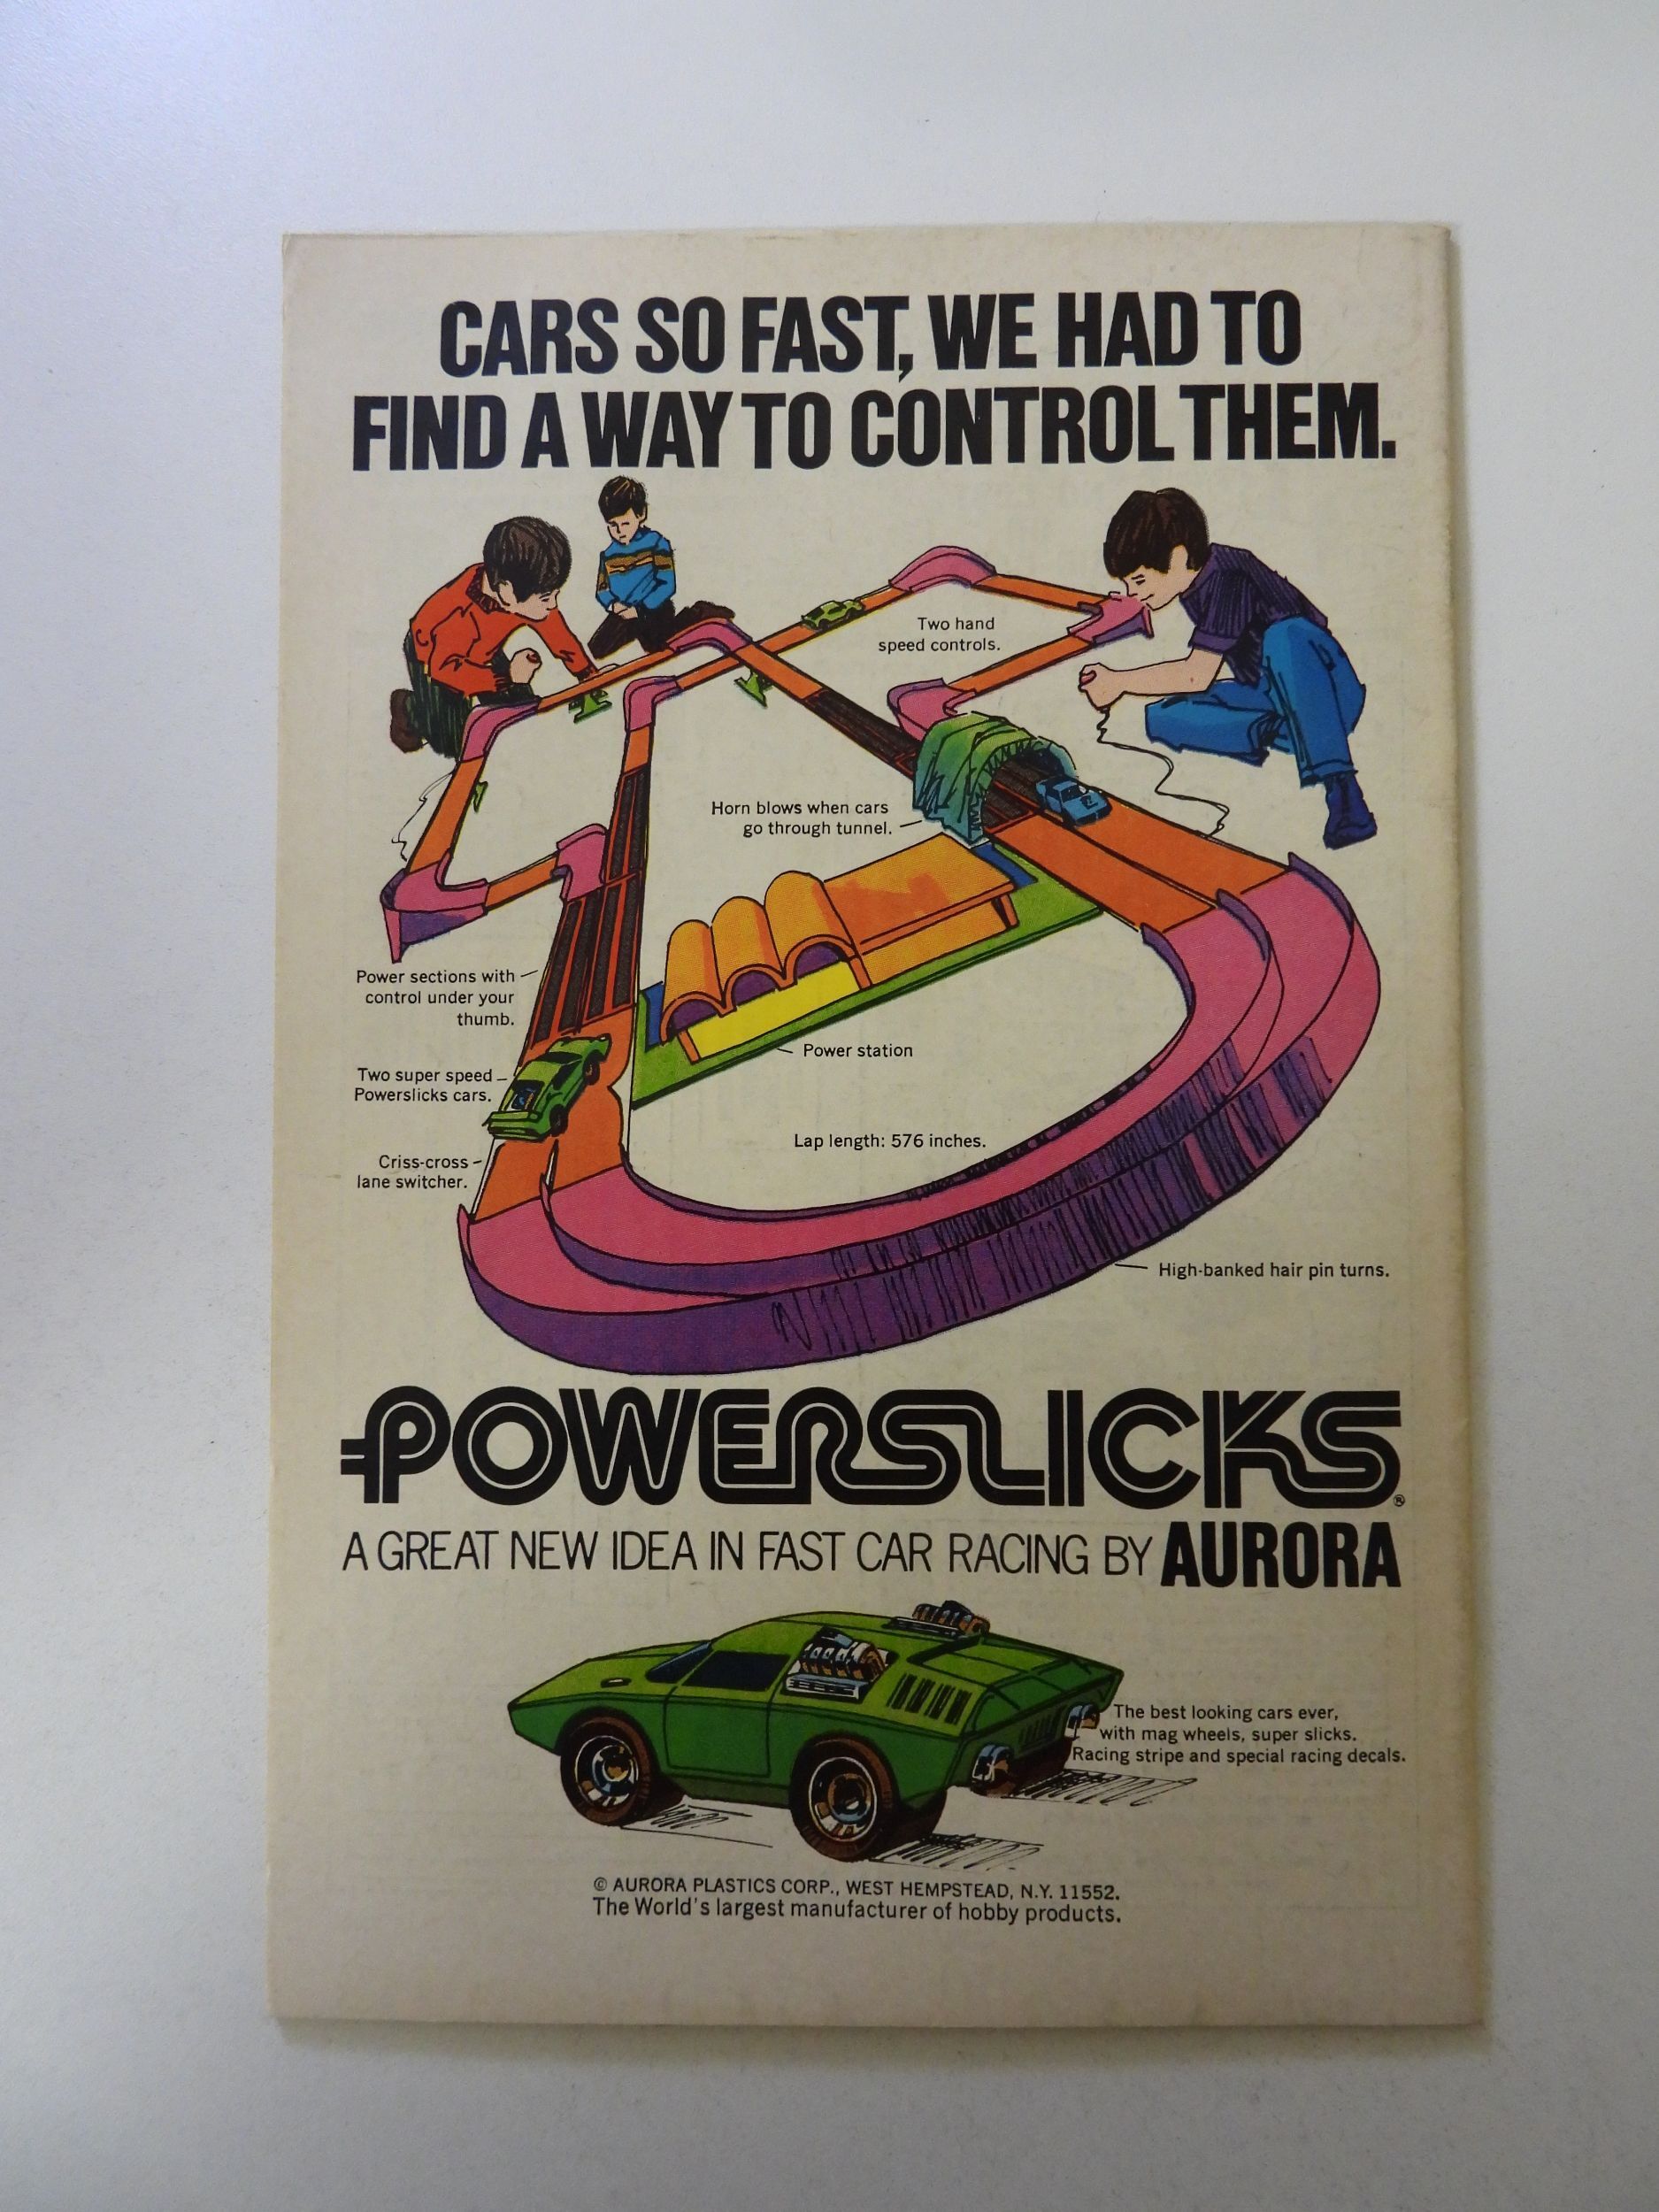 CARS SO FAST, WE HAD TO
FIND A WAY TO CONTROL THEM.
Two hand
speed controls.
Horn blows when cars
go through tunnel.
Power sections with
control under your
thumb.
Power station
Two super speed
Powerslicks cars.
Lap length: 576 inches.
Criss-cross
lane switcher.
High-banked hair pin turns.
POWERSLICKS®
A GREAT NEW IDEA IN FAST CAR RACING BY AURORA
The best looking cars ever,
with mag wheels, super slicks.
Racing stripe and special racing decals.
© AURORA PLASTICS CORP., WEST HEMPSTEAD, N.Y. 11552.
The World's largest manufacturer of hobby products.